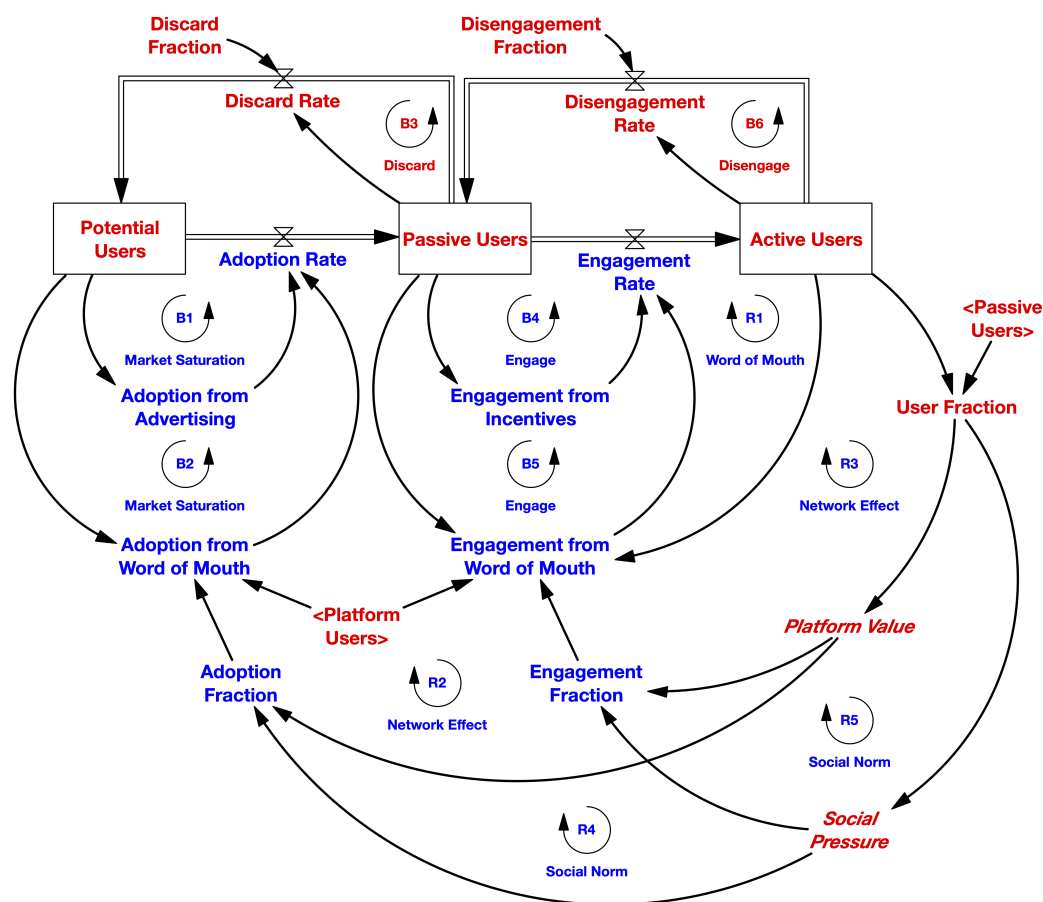 Discard
Fraction
Disengagement
Fraction
Discard Rate
B3
Discard
Disengagement
Rate
B6
Disengage
Potential
Users
Passive Users
Active Users
Adoption Rate
Engagement
Rate
B1
Market Saturation
B4
Engage
R1
Word of Mouth
<Passive
Users>
Adoption from
Advertising
Engagement from
Incentives
User Fraction
B2
Market Saturation
B5
Engage
R3
Network Effect
Adoption from
Word of Mouth
Engagement from
Word of Mouth
<Platform
Users>
Platform Value
Adoption
Fraction
R2
Network Effect
Engagement
Fraction
R5
Social Norm
Social
Pressure
R4
Social Norm